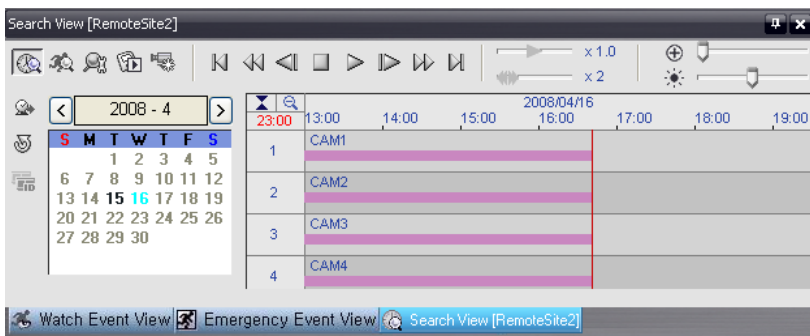 Search View [RemoteSite2]
x 1.0
x 2
2008 - 4
S M T W T F S
1 2 3 4 5
6 7 8 9 10 11 12
13 14 15 16 17 18 19
20 21 22 23 24 25 26
27 28 29 30
2008/04/16
23:00 13:00 14:00 15:00 16:00 17:00 18:00 19:00
1 CAM1
2 CAM2
3 CAM3
4 CAM4
Watch Event View Emergency Event View Search View [RemoteSite2]